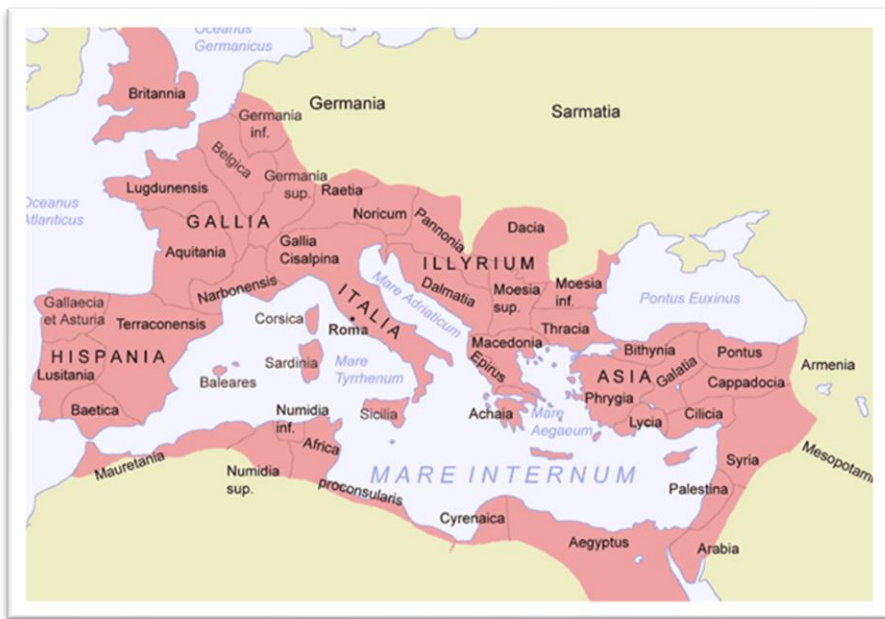 Oceanus
Germanicus
Britannia
Germania
inf.
Germania
Sarmatia
Belgica
Lugdunensis
Germania
sup.
Raetia
Oceanus
Atlanticus
GALLIA
Noricum
Pannonia
Dacia
Aquitania
Gallia
Cisalpina
ILLYRIUM
Narbonensis
Dalmatia
Moesia
sup.
Moesia
inf.
Pontus Euxinus
Gallaecia
et Asturia
Terraconensis
Corsica
ITALIA
Mare Adriaticum
Roma
Macedonia
Thracia
HISPANIA
Lusitania
Baleares
Sardinia
Mare
Tyrrhenum
Epirus
Bithynia
Pontus
Armenia
ASIA
Galatia
Cappadocia
Phrygia
Baetica
Numidia
inf.
Sicilia
Achaia
Mare
Aegaeum
Lycia
Cilicia
Mauretania
Africa
proconsularis
Numidia
sup.
MARE INTERNUM
Syria
Mesopotami
Palestina
Cyrenaica
Aegyptus
Arabia